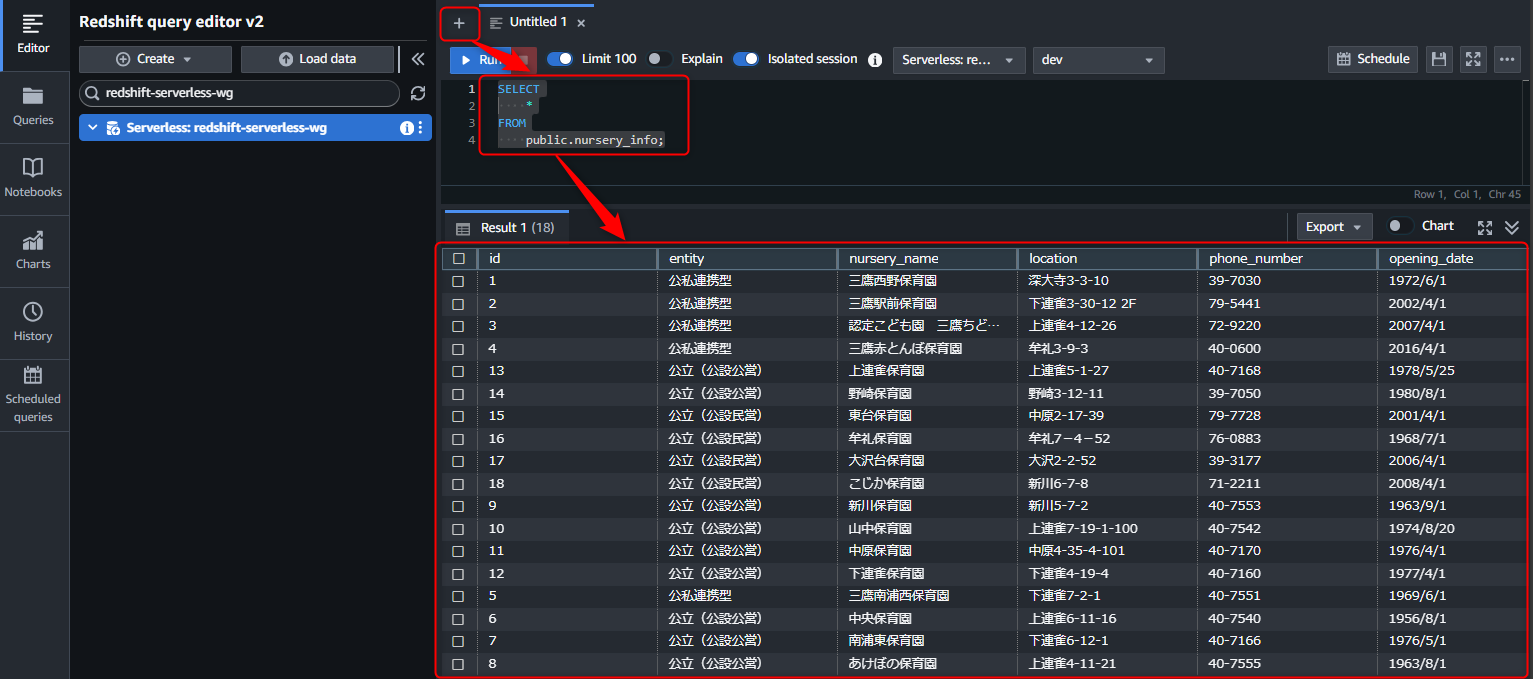 Redshift query editor v2
Editor
Queries
Notebooks
Charts
History
Scheduled
queries
Create
Load data
redshift-serverless-wg
Serverless: redshift-serverless-wg
Untitled 1
Run
Limit 100
Explain
Isolated session
Serverless: re...
dev
Schedule
1 SELECT
2 *
3 FROM
4 public.nursery_info;
Row 1, Col 1, Chr 45
Result 1 (18)
Export
Chart
id entity nursery_name location phone_number opening_date
1 公私連携型 三鷹西野保育園 深大寺3-3-10 39-7030 1972/6/1
2 公私連携型 三鷹駅前保育園 下連雀3-30-12 2F 79-5441 2002/4/1
3 公私連携型 認定こども園　三鷹ちど… 上連雀4-12-26 72-9220 2007/4/1
4 公私連携型 三鷹赤とんぼ保育園 牟礼3-9-3 40-0600 2016/4/1
13 公立（公設公営） 上連雀保育園 上連雀5-1-27 40-7168 1978/5/25
14 公立（公設公営） 野崎保育園 野崎3-12-11 39-7050 1980/8/1
15 公立（公設民営） 東台保育園 中原2-17-39 79-7728 2001/4/1
16 公立（公設民営） 牟礼保育園 牟礼７－４－52 76-0883 1968/7/1
17 公立（公設民営） 大沢台保育園 大沢2-2-52 39-3177 2006/4/1
18 公立（公設民営） こじか保育園 新川6-7-8 71-2211 2008/4/1
9 公立（公設公営） 新川保育園 新川5-7-2 40-7553 1963/9/1
10 公立（公設公営） 山中保育園 上連雀7-19-1-100 40-7542 1974/8/20
11 公立（公設公営） 中原保育園 中原4-35-4-101 40-7170 1976/4/1
12 公立（公設公営） 下連雀保育園 下連雀4-19-4 40-7160 1977/4/1
5 公私連携型 三鷹南浦西保育園 下連雀7-2-1 40-7551 1969/6/1
6 公立（公設公営） 中央保育園 上連雀6-11-16 40-7540 1956/8/1
7 公立（公設公営） 南浦東保育園 下連雀6-12-1 40-7166 1976/5/1
8 公立（公設公営） あけぼの保育園 上連雀4-11-21 40-7555 1963/8/1